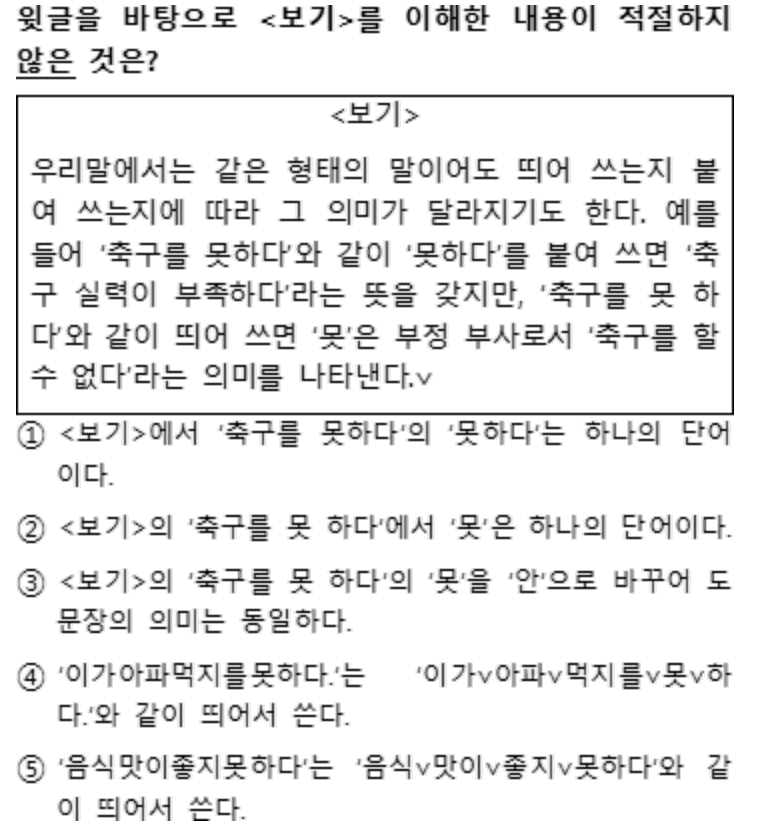 윗글을 바탕으로 <보기>를 이해한 내용이 적절하지
않은 것은?
<보기>
우리말에서는 같은 형태의 말이어도 띄어 쓰는지 붙
여 쓰는지에 따라 그 의미가 달라지기도 한다. 예를
들어 '축구를 못하다'와 같이 '못하다'를 붙여 쓰면 '축
구 실력이 부족하다'라는 뜻을 갖지만, '축구를 못 하
다'와 같이 띄어 쓰면 '못'은 부정 부사로서 '축구를 할
수 없다'라는 의미를 나타낸다.∨
① <보기>에서 '축구를 못하다'의 '못하다'는 하나의 단어
이다.
② <보기>의 '축구를 못 하다'에서 '못'은 하나의 단어이다.
③ <보기>의 '축구를 못 하다'의 '못'을 '안'으로 바꾸어 도
문장의 의미는 동일하다.
④ '이가아파먹지를못하다.'는 '이가∨아파∨먹지를∨못∨하
다.'와 같이 띄어서 쓴다.
⑤ '음식맛이좋지못하다'는 '음식∨맛이∨좋지∨못하다'와 같
이 띄어서 쓴다.